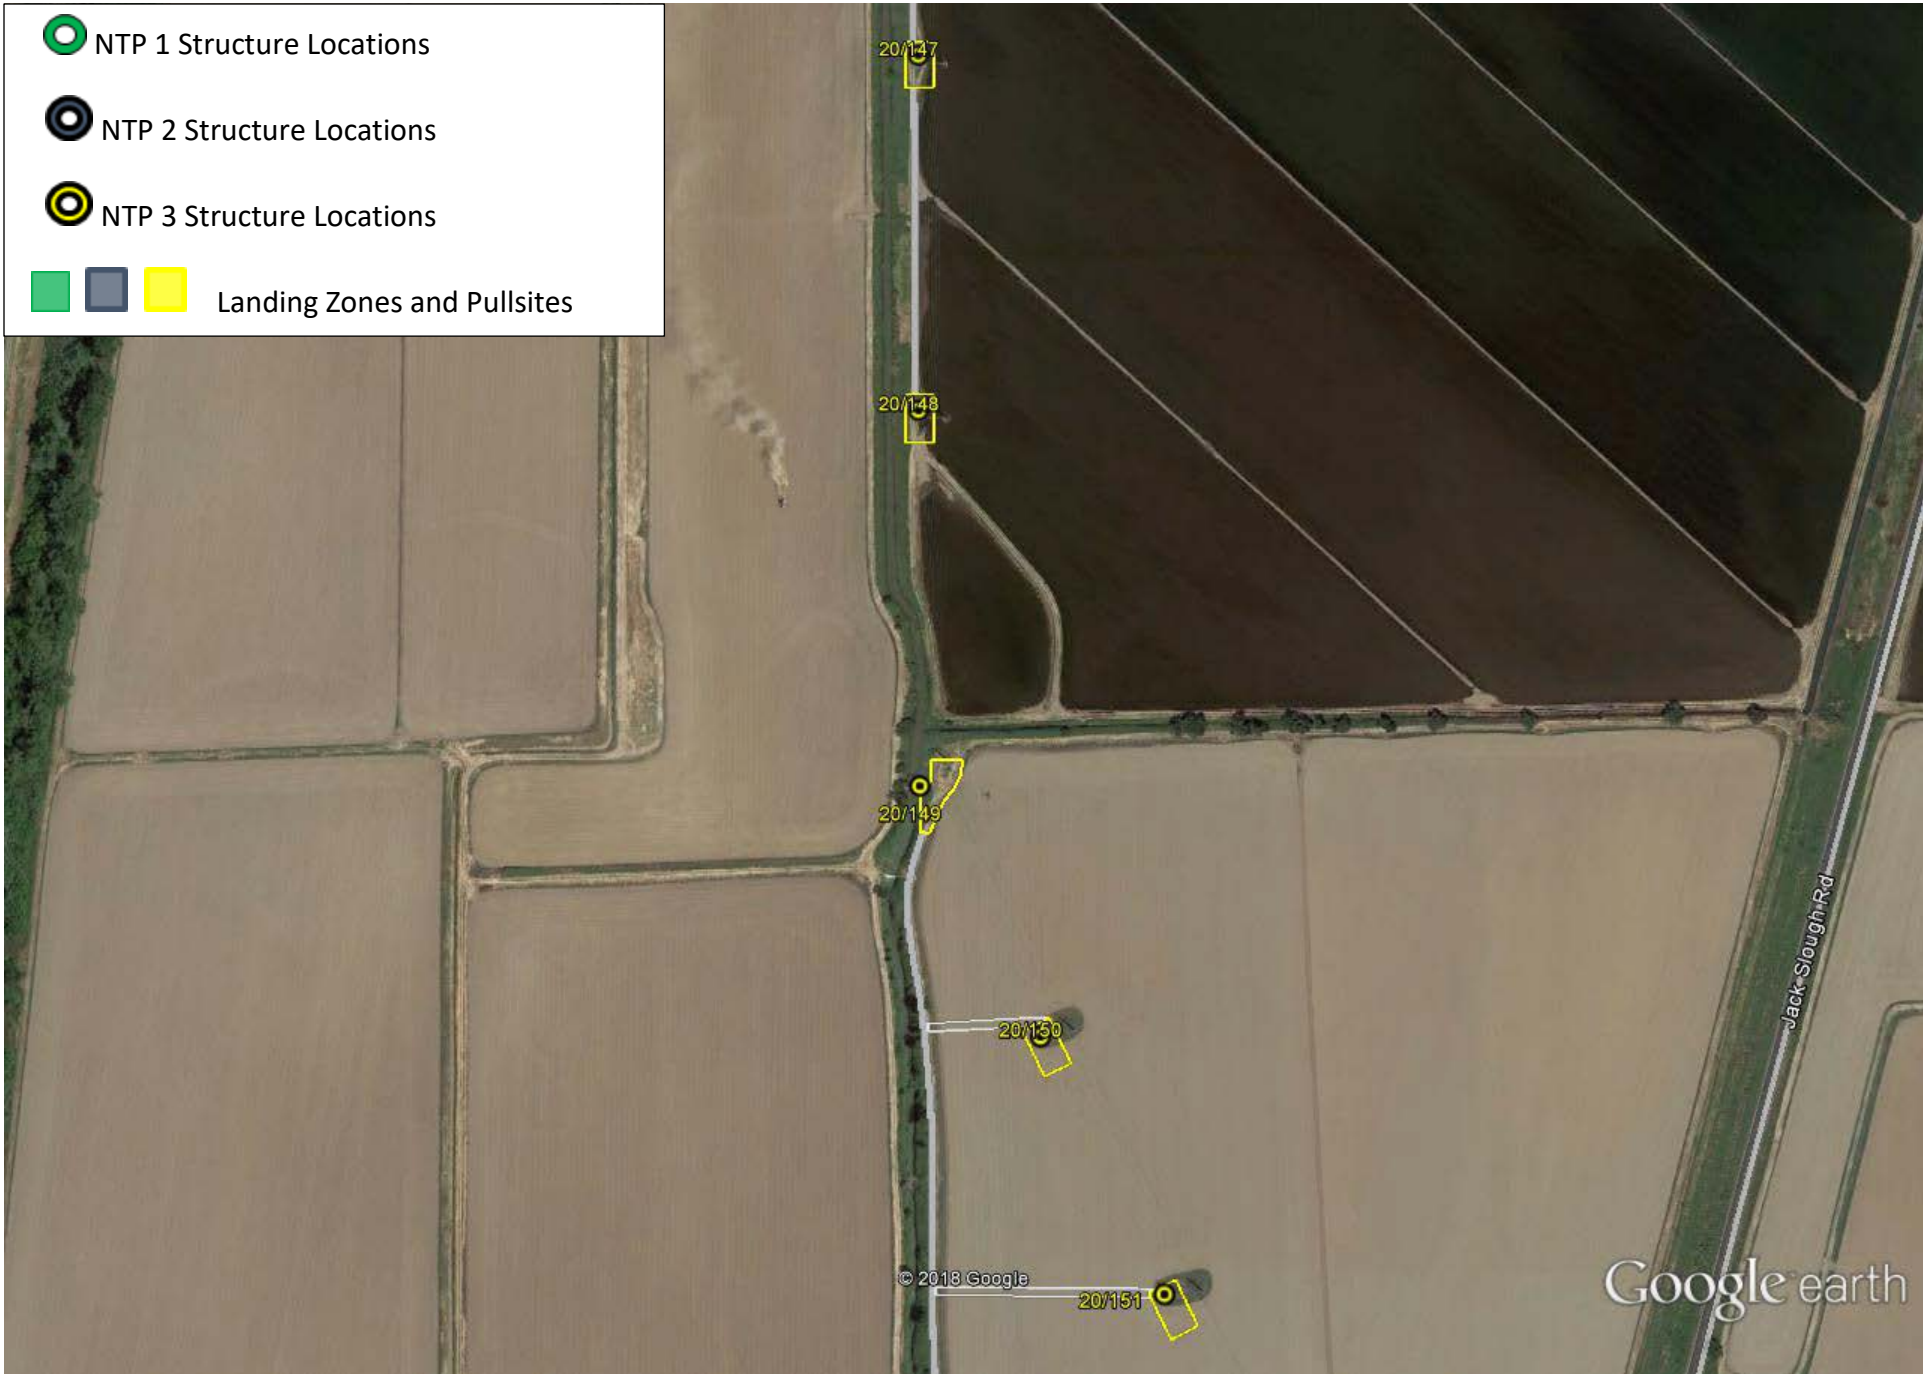 NTP 1 Structure Locations
NTP 2 Structure Locations
NTP 3 Structure Locations
Landing Zones and Pullsites
20/147
20/148
20/149
Jack Slough Rd
20/150
© 2018 Google
20/151
Google earth